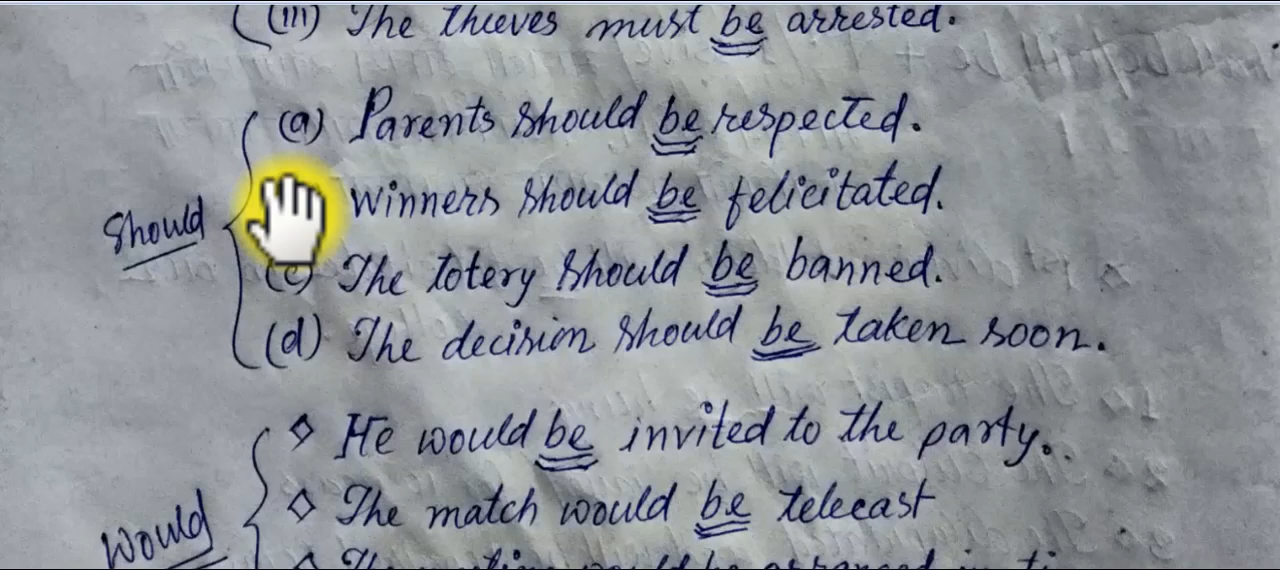 (iii) The thieves must be arrested.
(a) Parents should be respected.
Winners should be felicitated.
Should
(c) The lotery should be banned.
(d) The decision should be taken soon.
◇ He would be invited to the party.
◇ The match would be telecast
Would